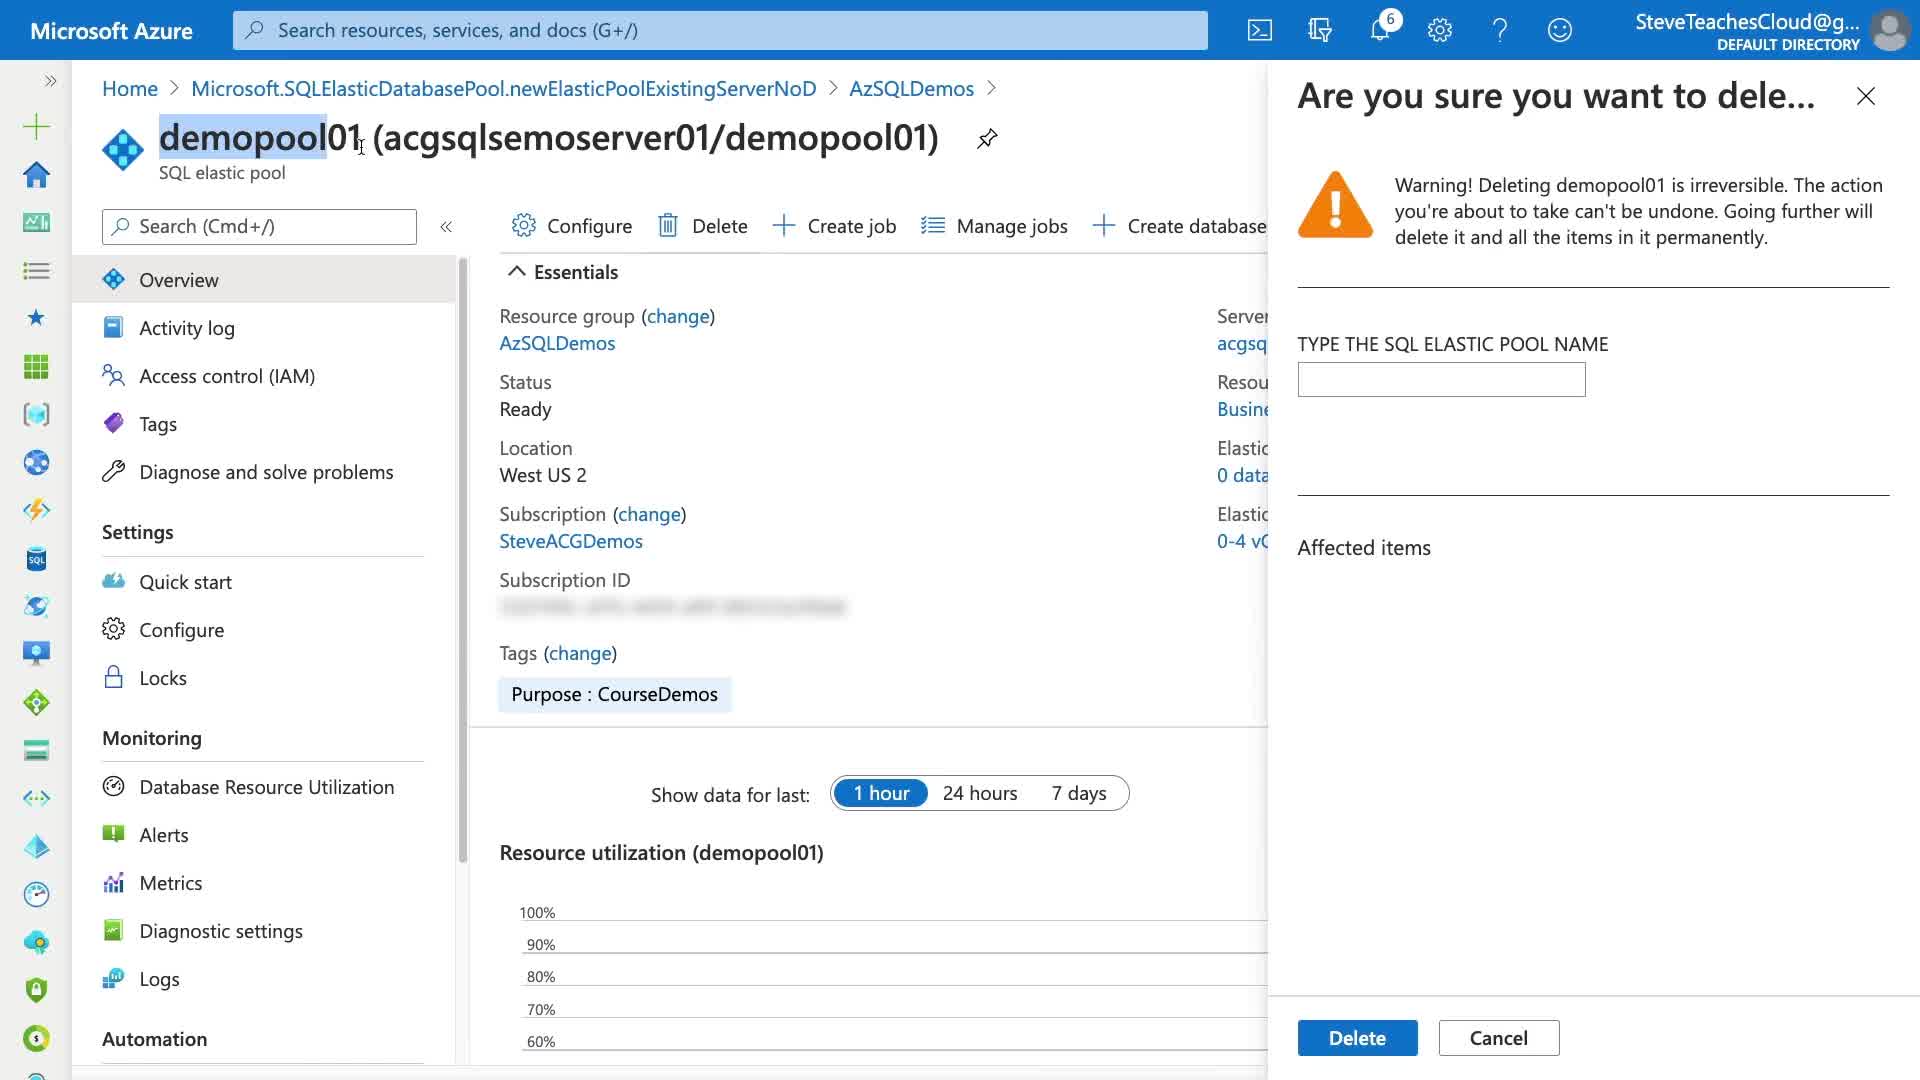 Microsoft Azure
Search resources, services, and docs (G+/)
6
SteveTeachesCloud@g...
DEFAULT DIRECTORY
Home > Microsoft.SQLElasticDatabasePool.newElasticPoolExistingServerNoD > AzSQLDemos >
demopool01 (acgsqlsemoserver01/demopool01)
SQL elastic pool
Search (Cmd+/)
Configure
Delete
Create job
Manage jobs
Create database
Overview
Activity log
Access control (IAM)
Tags
Diagnose and solve problems
Settings
Quick start
Configure
Locks
Monitoring
Database Resource Utilization
Alerts
Metrics
Diagnostic settings
Logs
Automation
Essentials
Resource group (change)
AzSQLDemos
Status
Ready
Location
West US 2
Subscription (change)
SteveACGDemos
Subscription ID
Tags (change)
Purpose : CourseDemos
Server
acgsq
Resou
Busine
Elastic
0 data
Elastic
0-4 vC
Show data for last:
1 hour
24 hours
7 days
Resource utilization (demopool01)
100%
90%
80%
70%
60%
Are you sure you want to dele...
Warning! Deleting demopool01 is irreversible. The action
you're about to take can't be undone. Going further will
delete it and all the items in it permanently.
TYPE THE SQL ELASTIC POOL NAME
Affected items
Delete
Cancel